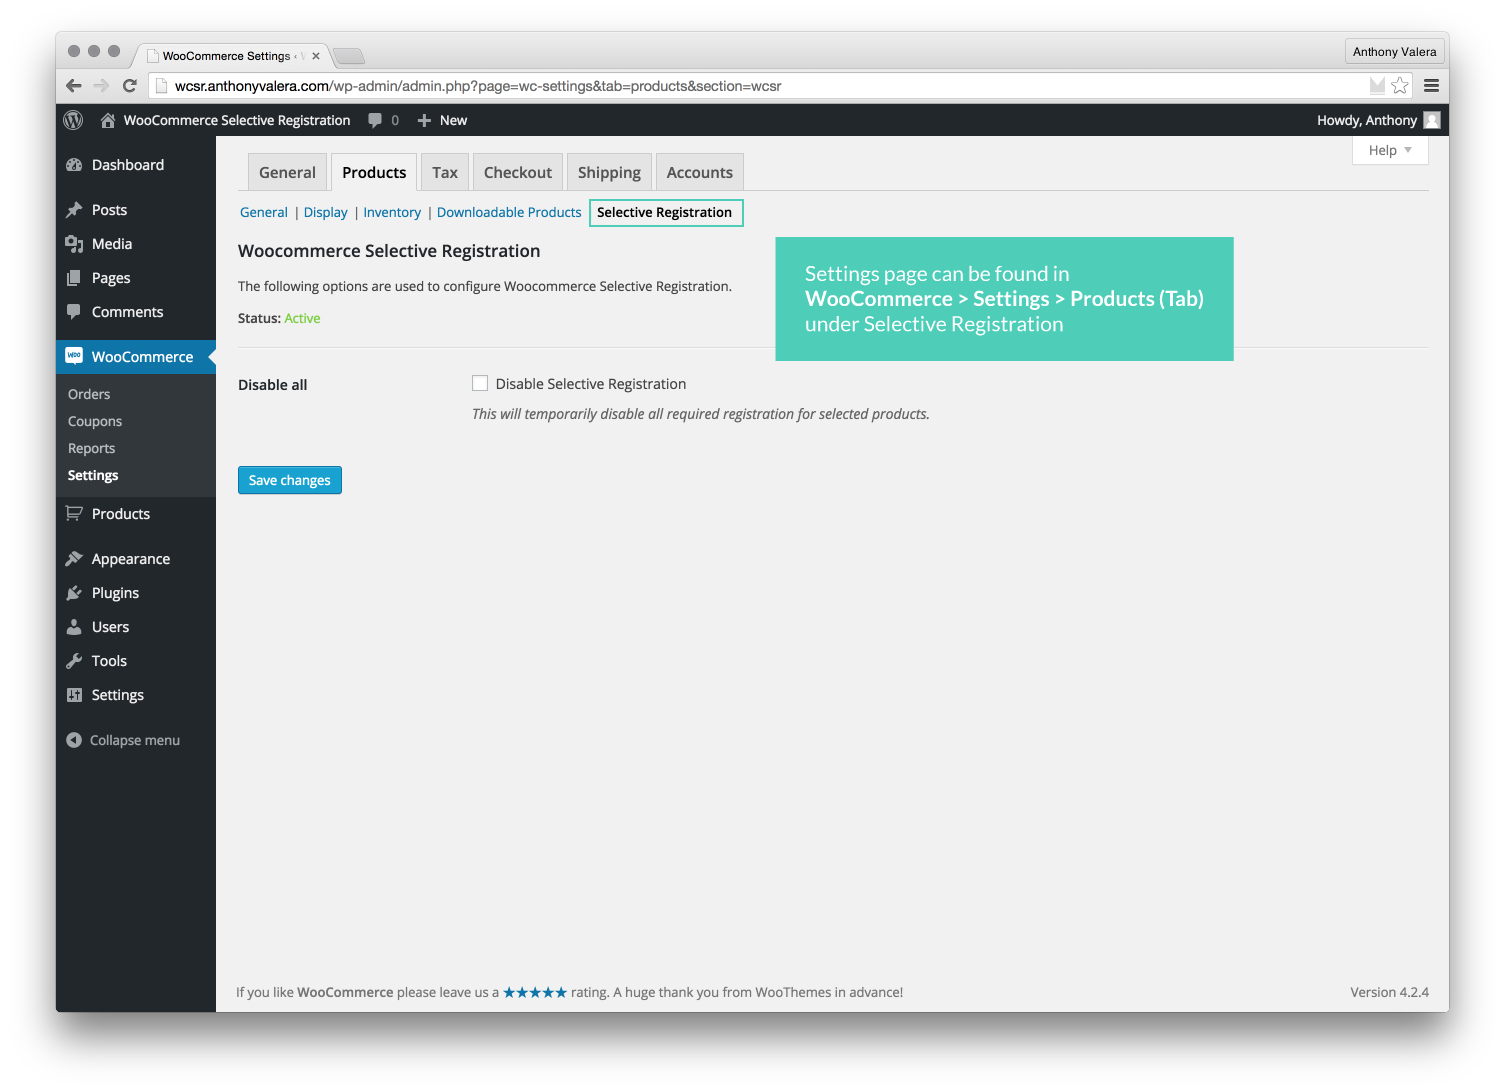 WooCommerce Settings ‹
Anthony Valera
wcsr.anthonyvalera.com/wp-admin/admin.php?page=wc-settings&tab=products&section=wcsr
WooCommerce Selective Registration 0 + New Howdy, Anthony
Help
Dashboard
Posts
Media
Pages
Comments
WooCommerce
Orders
Coupons
Reports
Settings
Products
Appearance
Plugins
Users
Tools
Settings
Collapse menu
General Products Tax Checkout Shipping Accounts
General | Display | Inventory | Downloadable Products Selective Registration
Woocommerce Selective Registration
The following options are used to configure Woocommerce Selective Registration.
Status: Active
Settings page can be found in
WooCommerce > Settings > Products (Tab)
under Selective Registration
Disable all Disable Selective Registration
This will temporarily disable all required registration for selected products.
Save changes
If you like WooCommerce please leave us a ★★★★★ rating. A huge thank you from WooThemes in advance!
Version 4.2.4